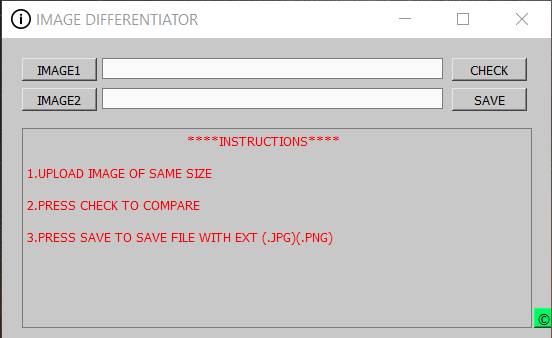 IMAGE DIFFERENTIATOR
IMAGE1 CHECK
IMAGE2 SAVE
****INSTRUCTIONS****
1.UPLOAD IMAGE OF SAME SIZE
2.PRESS CHECK TO COMPARE
3.PRESS SAVE TO SAVE FILE WITH EXT (.JPG)(.PNG)
©